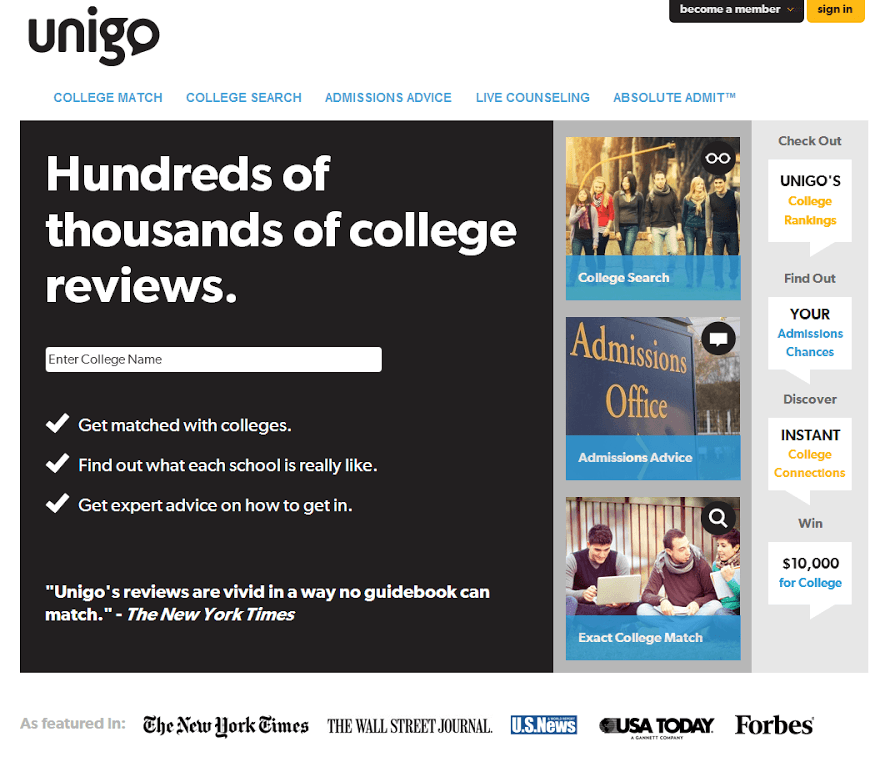 unigo
become a member
sign in
COLLEGE MATCH
COLLEGE SEARCH
ADMISSIONS ADVICE
LIVE COUNSELING
ABSOLUTE ADMIT™
Hundreds of
thousands of college
reviews.
Enter College Name
Get matched with colleges.
Find out what each school is really like.
Get expert advice on how to get in.
"Unigo's reviews are vivid in a way no guidebook can
match." - The New York Times
College Search
Admissions
Office
Admissions Advice
Exact College Match
Check Out
UNIGO'S
College
Rankings
Find Out
YOUR
Admissions
Chances
Discover
INSTANT
College
Connections
Win
$10,000
for College
As featured In:
The New York Times
THE WALL STREET JOURNAL.
U.S.News
USA TODAY
A GANNETT COMPANY
Forbes